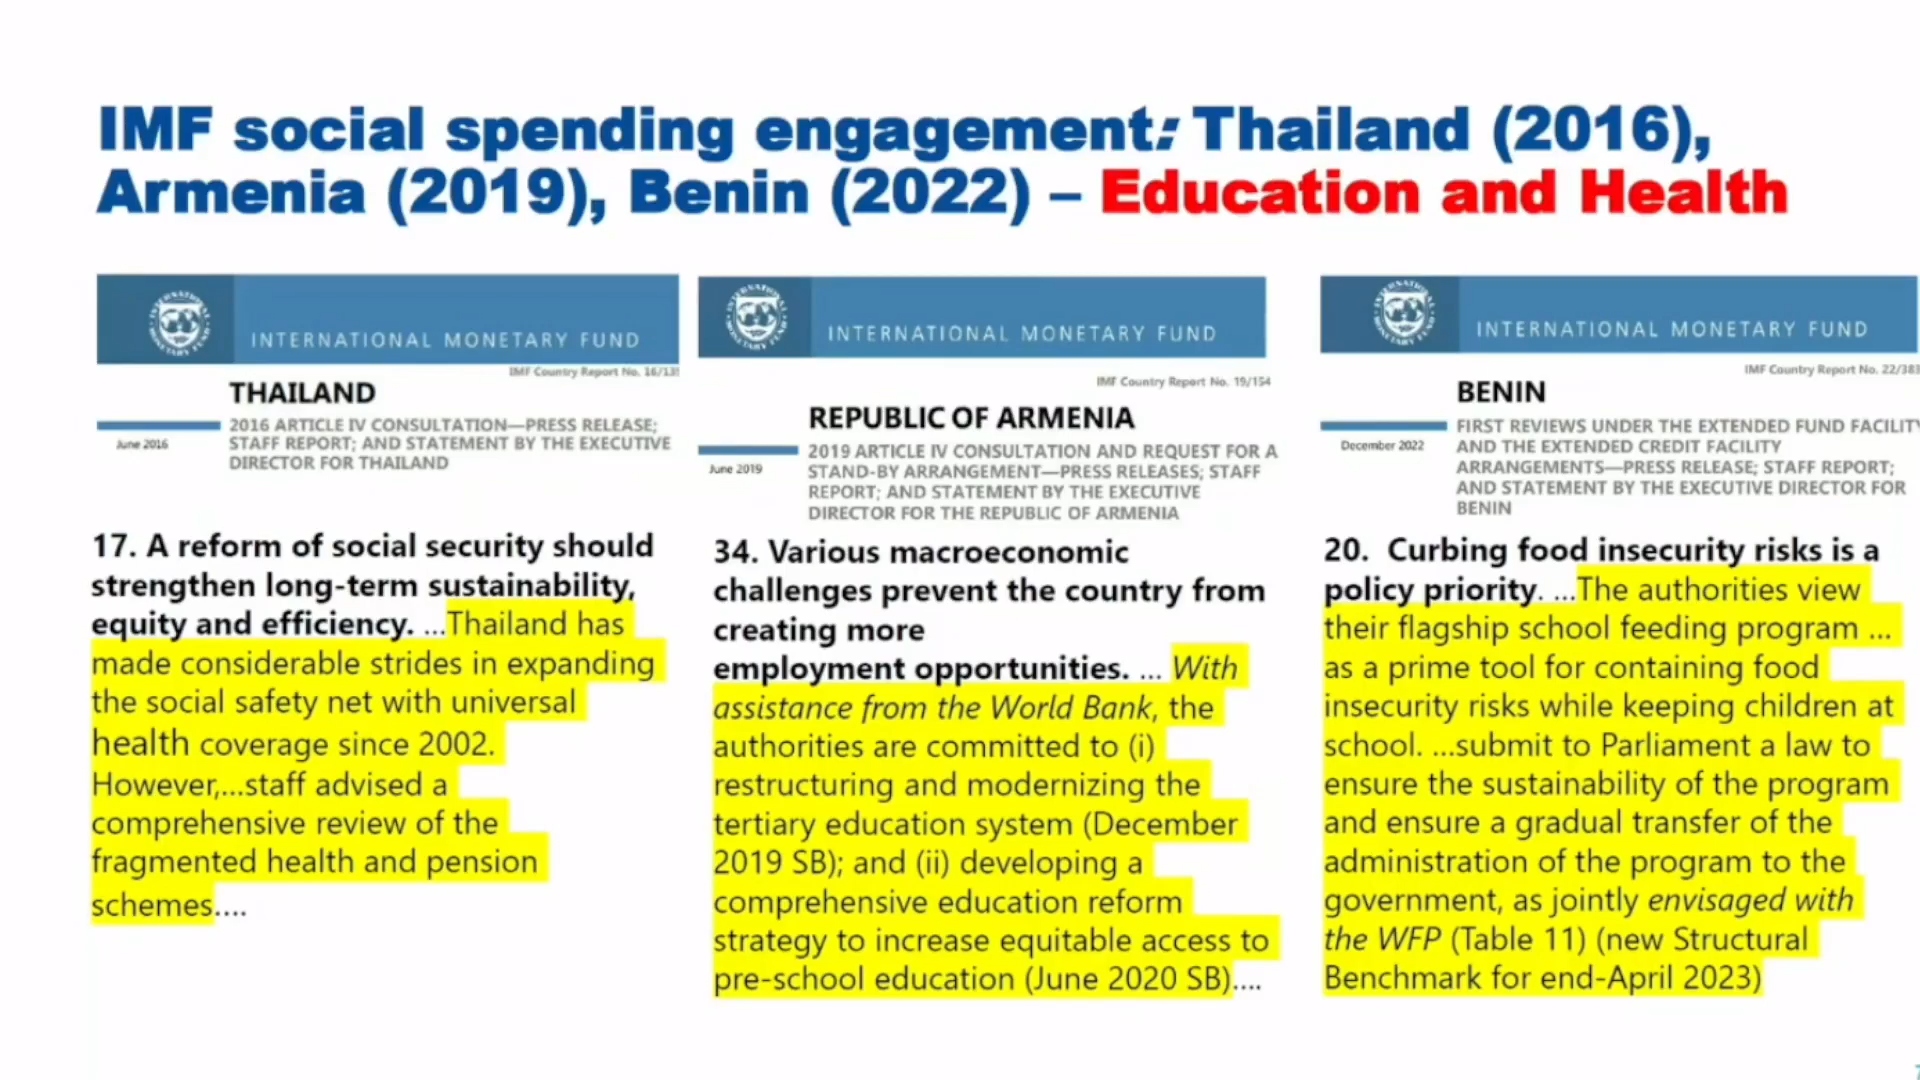 IMF social spending engagement: Thailand (2016),
Armenia (2019), Benin (2022) – Education and Health
INTERNATIONAL MONETARY FUND
IMF Country Report No.
THAILAND
June 2016
2016 ARTICLE IV CONSULTATION—PRESS RELEASE;
STAFF REPORT; AND STATEMENT BY THE EXECUTIVE
DIRECTOR FOR THAILAND
17. A reform of social security should
strengthen long-term sustainability,
equity and efficiency. ...Thailand has
made considerable strides in expanding
the social safety net with universal
health coverage since 2002.
However,...staff advised a
comprehensive review of the
fragmented health and pension
schemes....
INTERNATIONAL MONETARY FUND
IMF Country Report No. 19/154
REPUBLIC OF ARMENIA
June 2019
2019 ARTICLE IV CONSULTATION AND REQUEST FOR A
STAND-BY ARRANGEMENT—PRESS RELEASES; STAFF
REPORT; AND STATEMENT BY THE EXECUTIVE
DIRECTOR FOR THE REPUBLIC OF ARMENIA
34. Various macroeconomic
challenges prevent the country from
creating more
employment opportunities. ... With
assistance from the World Bank, the
authorities are committed to (i)
restructuring and modernizing the
tertiary education system (December
2019 SB); and (ii) developing a
comprehensive education reform
strategy to increase equitable access to
pre-school education (June 2020 SB)....
INTERNATIONAL MONETARY FUND
IMF Country Report No. 22/383
BENIN
December 2022
FIRST REVIEWS UNDER THE EXTENDED FUND FACILITY
AND THE EXTENDED CREDIT FACILITY
ARRANGEMENTS—PRESS RELEASE; STAFF REPORT;
AND STATEMENT BY THE EXECUTIVE DIRECTOR FOR
BENIN
20. Curbing food insecurity risks is a
policy priority. ...The authorities view
their flagship school feeding program ...
as a prime tool for containing food
insecurity risks while keeping children at
school. ...submit to Parliament a law to
ensure the sustainability of the program
and ensure a gradual transfer of the
administration of the program to the
government, as jointly envisaged with
the WFP (Table 11) (new Structural
Benchmark for end-April 2023)